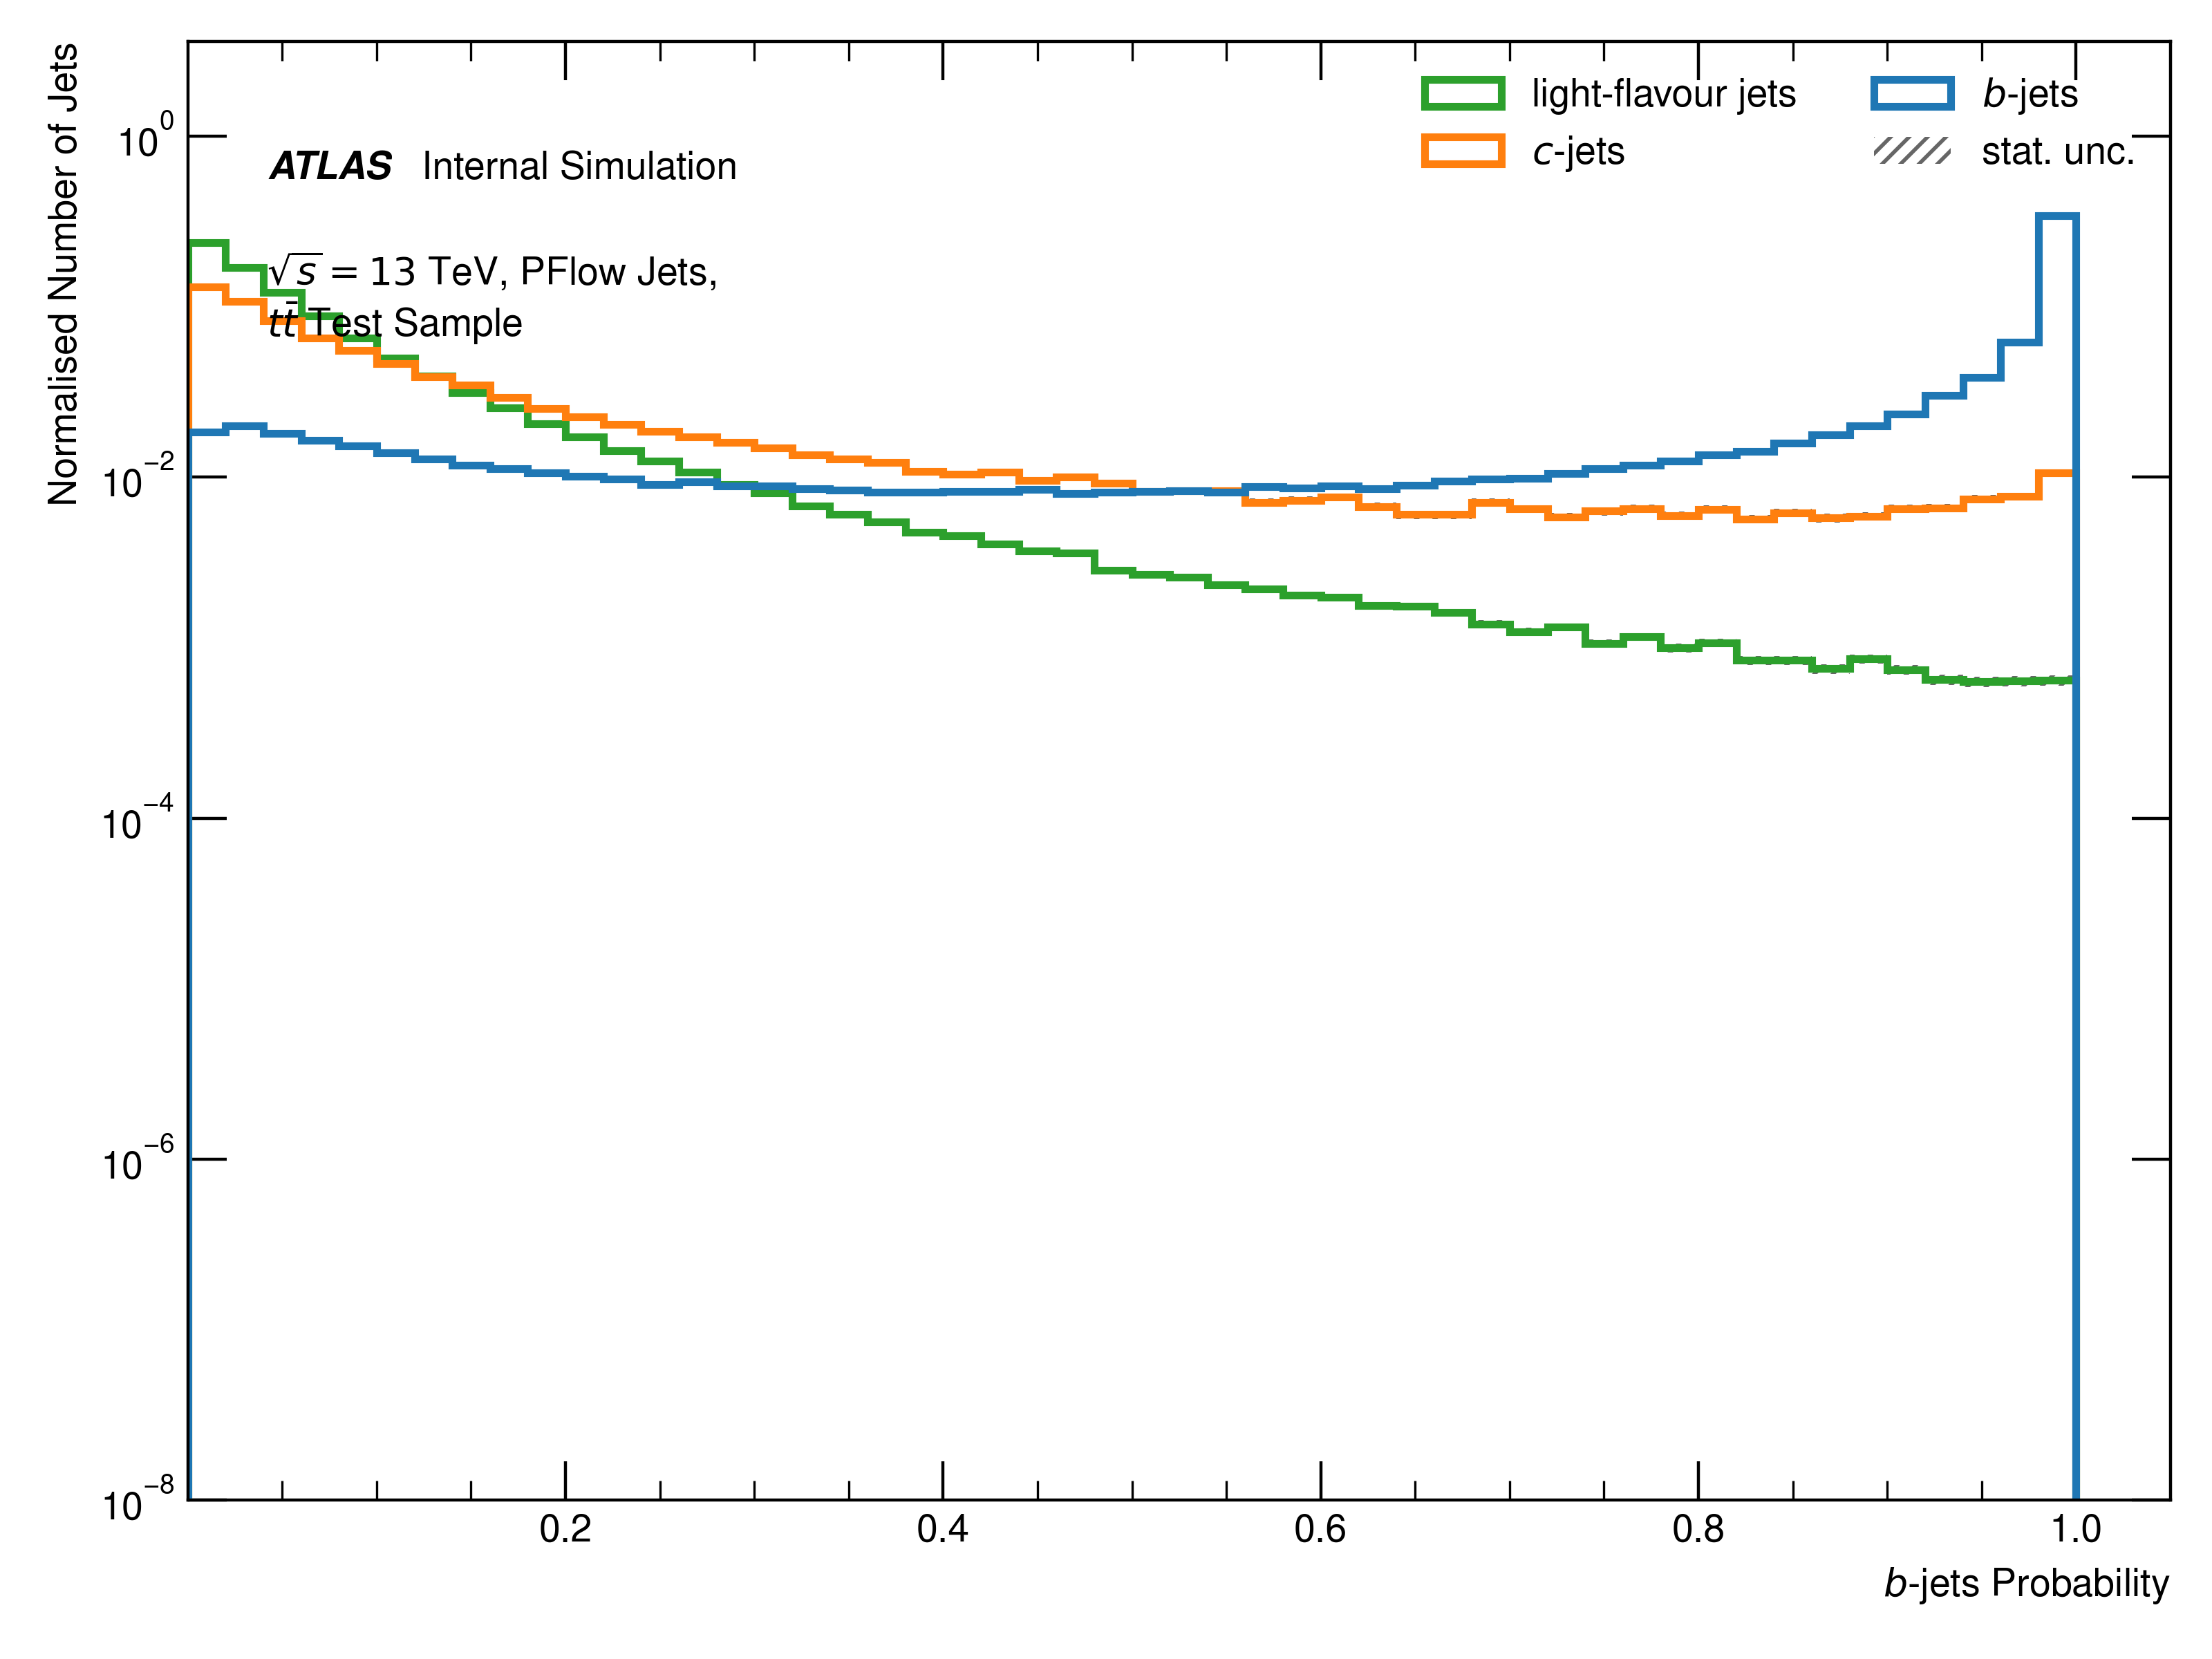 Normalised Number of Jets
10^0
10^−2
10^−4
10^−6
10^−8
ATLAS Internal Simulation
√s = 13 TeV, PFlow Jets,
tt̄ Test Sample
light-flavour jets
c-jets
b-jets
stat. unc.
0.2 0.4 0.6 0.8 1.0
b-jets Probability